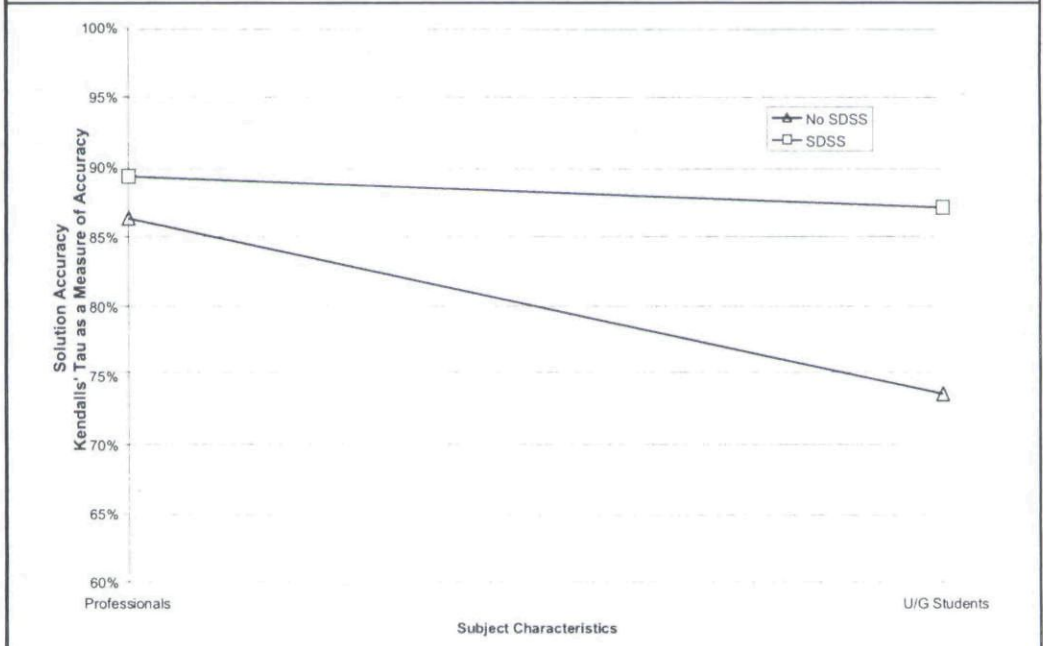 100%
95%
90%
85%
80%
75%
70%
65%
60%
Solution Accuracy
Kendalls' Tau as a Measure of Accuracy
No SDSS
SDSS
Professionals
U/G Students
Subject Characteristics